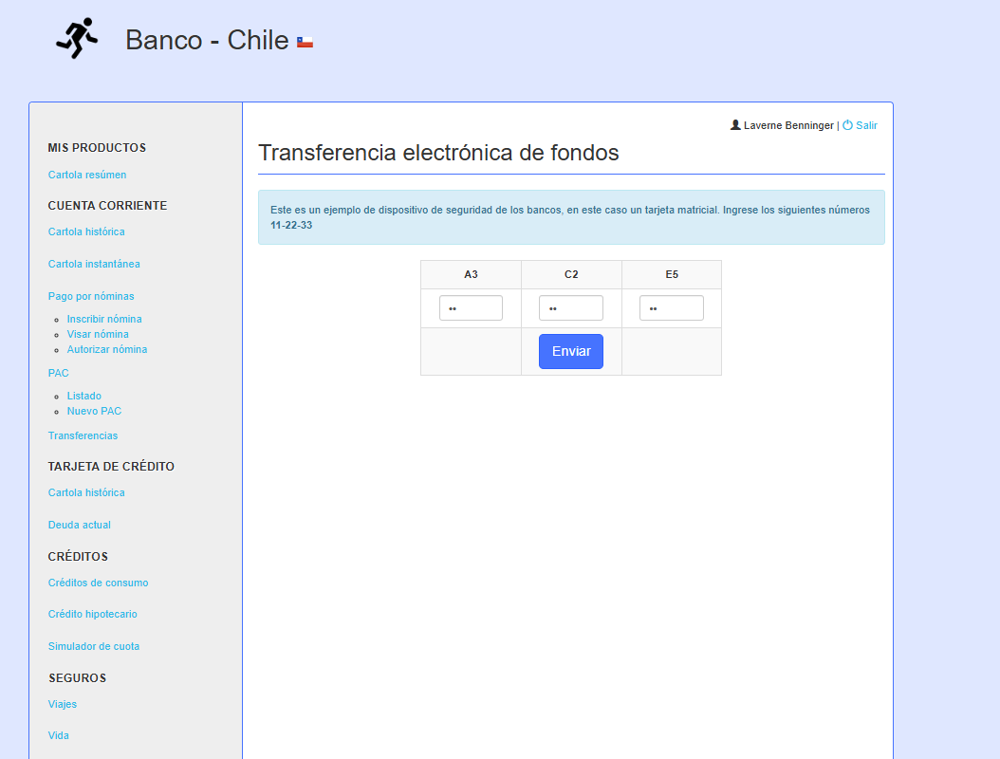 Banco - Chile
Laverne Benninger | Salir
MIS PRODUCTOS
Cartola resúmen
CUENTA CORRIENTE
Cartola histórica
Cartola instantánea
Pago por nóminas
Inscribir nómina
Visar nómina
Autorizar nómina
PAC
Listado
Nuevo PAC
Transferencias
TARJETA DE CRÉDITO
Cartola histórica
Deuda actual
CRÉDITOS
Créditos de consumo
Crédito hipotecario
Simulador de cuota
SEGUROS
Viajes
Vida
Transferencia electrónica de fondos
Este es un ejemplo de dispositivo de seguridad de los bancos, en este caso un tarjeta matricial. Ingrese los siguientes números
11-22-33
A3 C2 E5
•• •• ••
Enviar